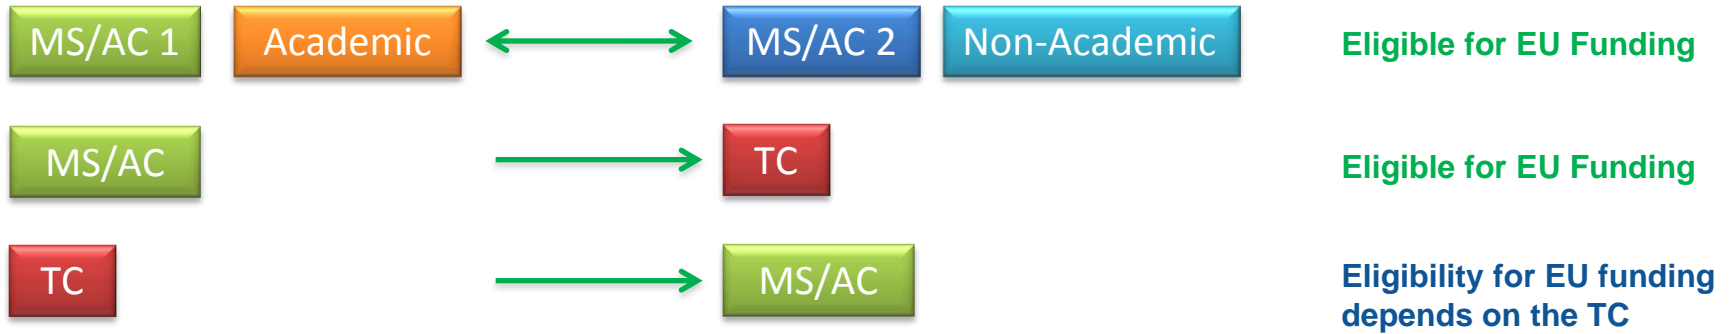 MS/AC 1 Academic MS/AC 2 Non-Academic Eligible for EU Funding
MS/AC TC Eligible for EU Funding
TC MS/AC Eligibility for EU funding
depends on the TC